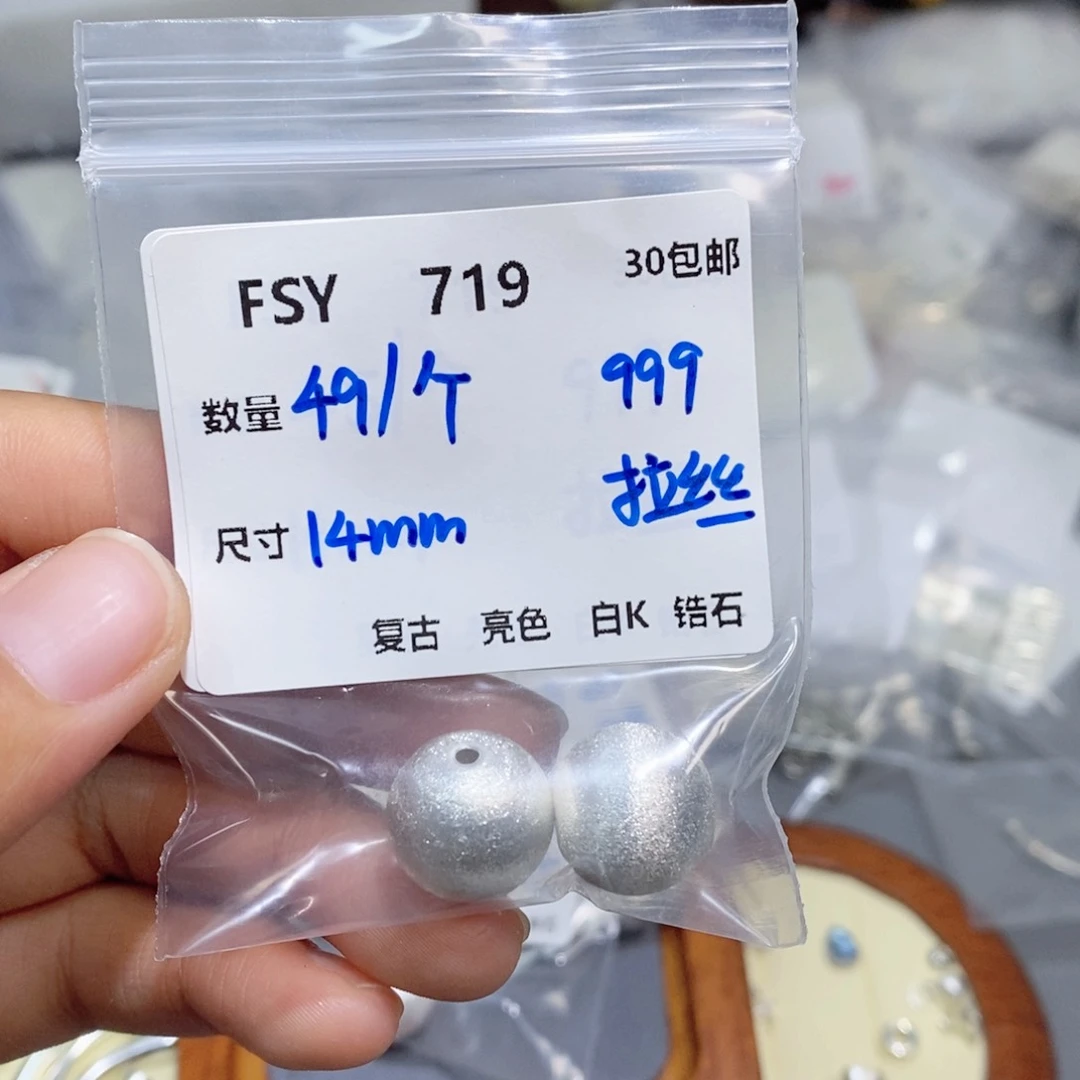 FSY 719 30包邮
数量 49/个 999
拉丝
尺寸 14mm
复古 亮色 白K 锆石